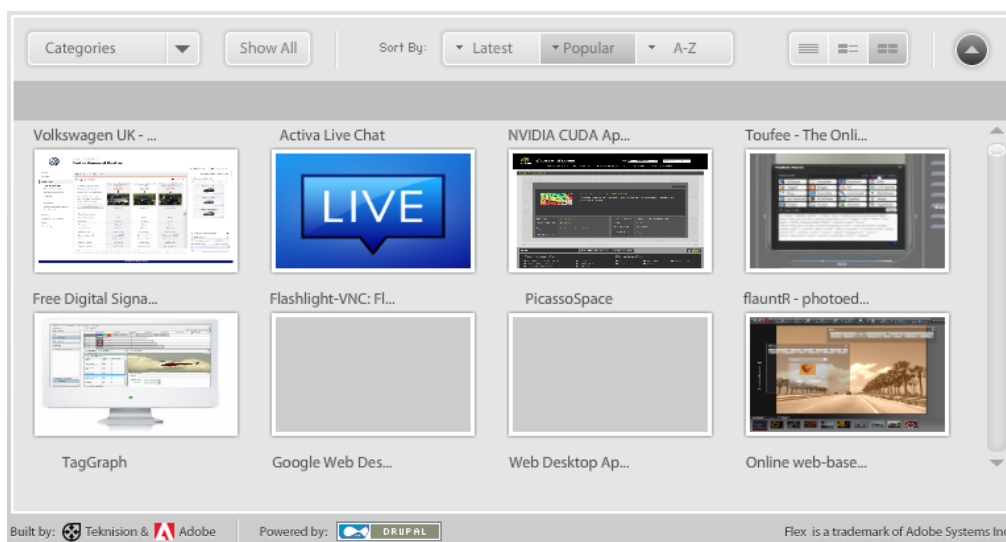 Categories
Show All
Sort By:
Latest
Popular
A-Z
Volkswagen UK - ...
Activa Live Chat
NVIDIA CUDA Ap...
Toufee - The Onli...
LIVE
Free Digital Signa...
Flashlight-VNC: Fl...
PicassoSpace
flauntR - photoed...
TagGraph
Google Web Des...
Web Desktop Ap...
Online web-base...
Built by: Teknision & Adobe
Powered by: DRUPAL
Flex is a trademark of Adobe Systems Inc